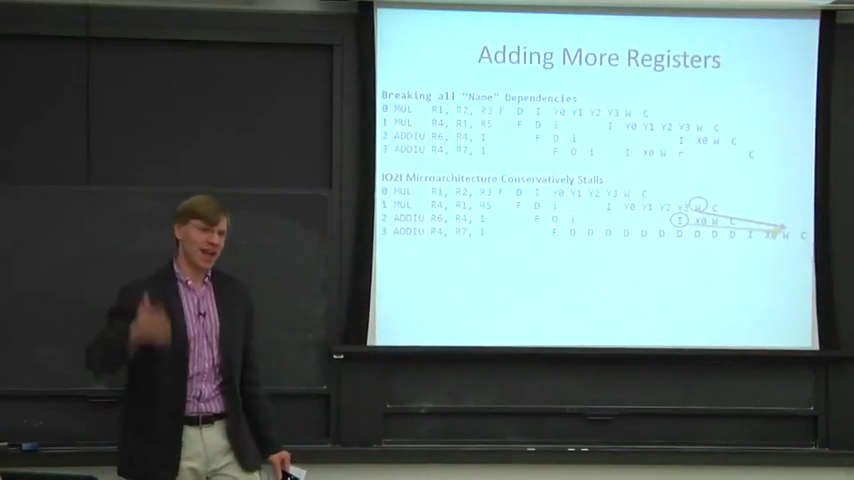 Adding More Registers
Breaking all "Name" Dependencies
0 MUL R1, R2, R3 F D I Y0 Y1 Y2 Y3 W C
1 MUL R4, R1, R5 F D i I Y0 Y1 Y2 Y3 W C
2 ADDIU R6, R4, 1 F D i I X0 W C
3 ADDIU R4, R7, 1 F D i I X0 W r C
IO2I Microarchitecture Conservatively Stalls
0 MUL R1, R2, R3 F D I Y0 Y1 Y2 Y3 W C
1 MUL R4, R1, R5 F D i I Y0 Y1 Y2 Y3 W C
2 ADDIU R6, R4, 1 F D i I X0 W C
3 ADDIU R4, R7, 1 F D D D D D D D D D D I X0 W C